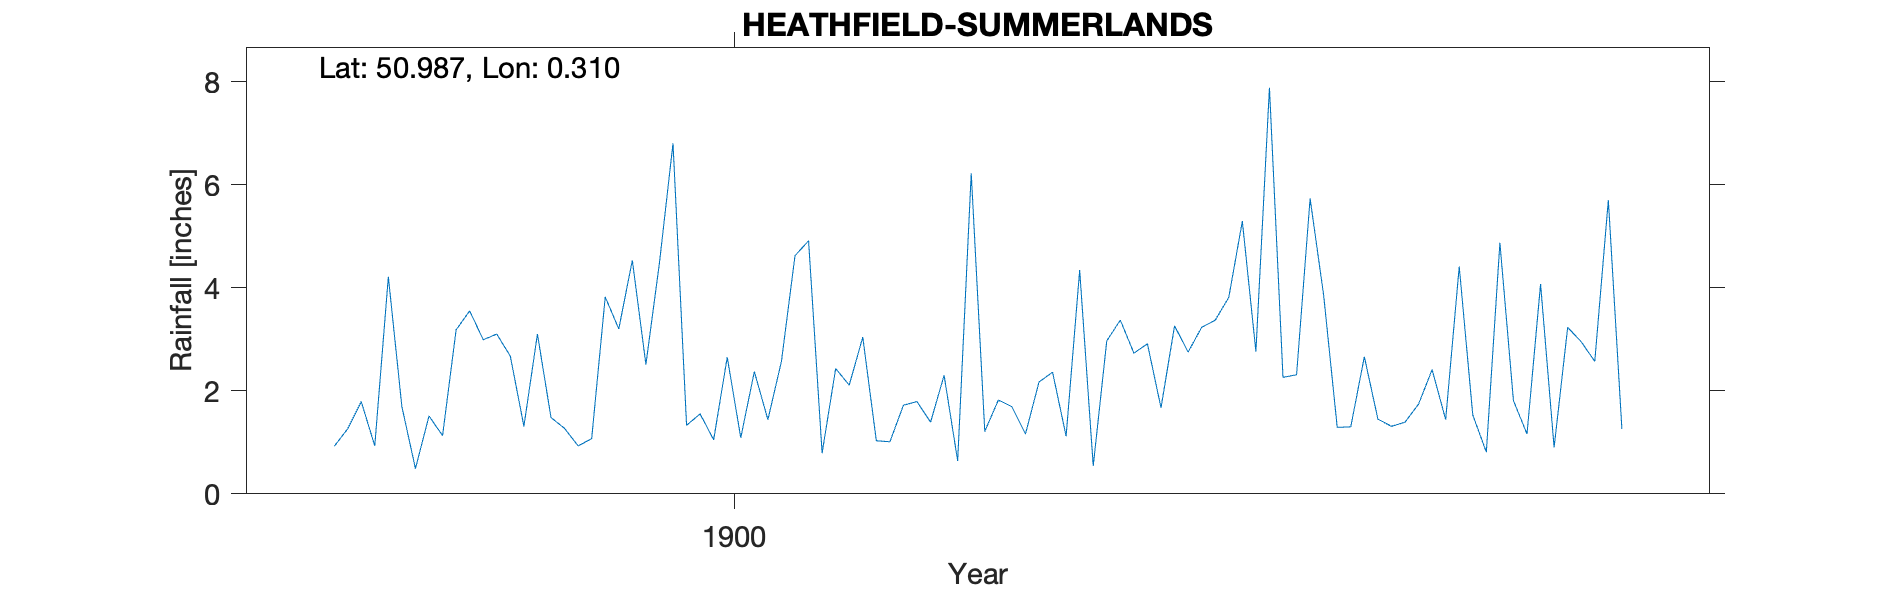 HEATHFIELD-SUMMERLANDS
Lat: 50.987, Lon: 0.310
8
6
4
2
0
Rainfall [inches]
1900
Year